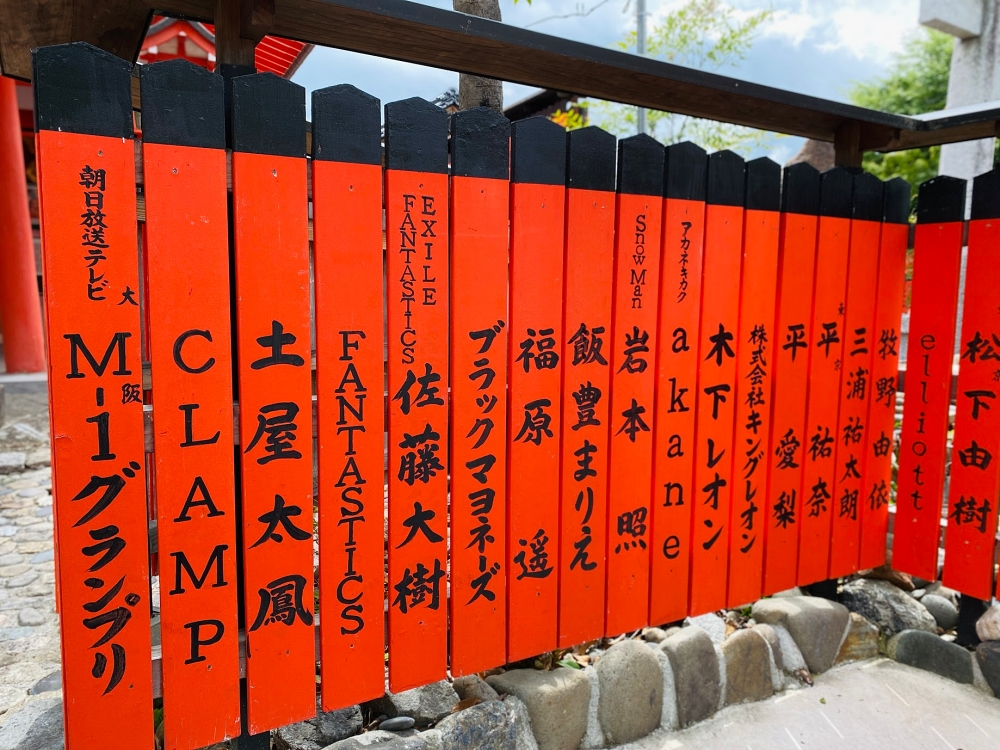 朝日放送テレビ
大阪
M-1グランプリ
CLAMP
土屋太鳳
FANTASTICS
EXILE
FANTASTICS
佐藤大樹
ブラックマヨネーズ
福原遥
飯豊まりえ
SnowMan
岩本照
アカネキカク
akane
木下レオン
株式会社キングレオン
平愛梨
東京
平祐奈
三浦祐太朗
牧野由依
elliott
松下由樹